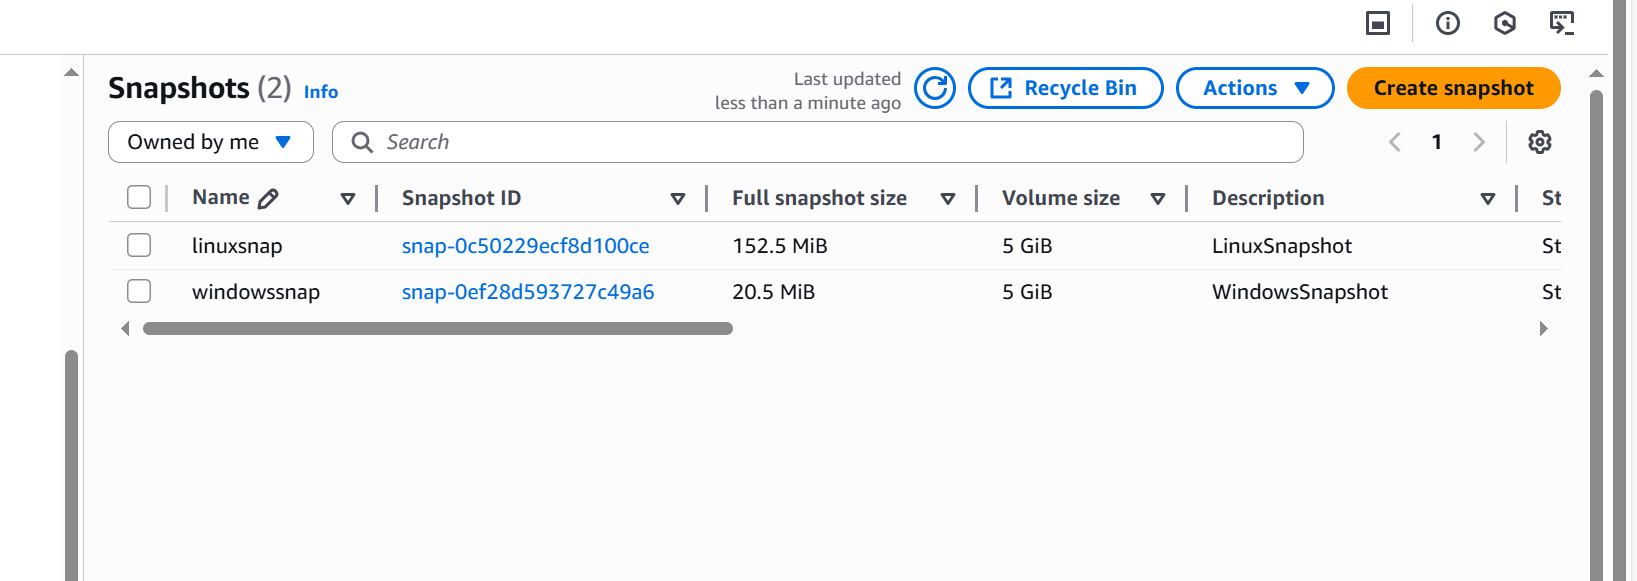 Snapshots (2) Info
Last updated
less than a minute ago
Recycle Bin
Actions
Create snapshot
Owned by me
Search
1
Name Snapshot ID Full snapshot size Volume size Description St
linuxsnap snap-0c50229ecf8d100ce 152.5 MiB 5 GiB LinuxSnapshot St
windowssnap snap-0ef28d593727c49a6 20.5 MiB 5 GiB WindowsSnapshot St